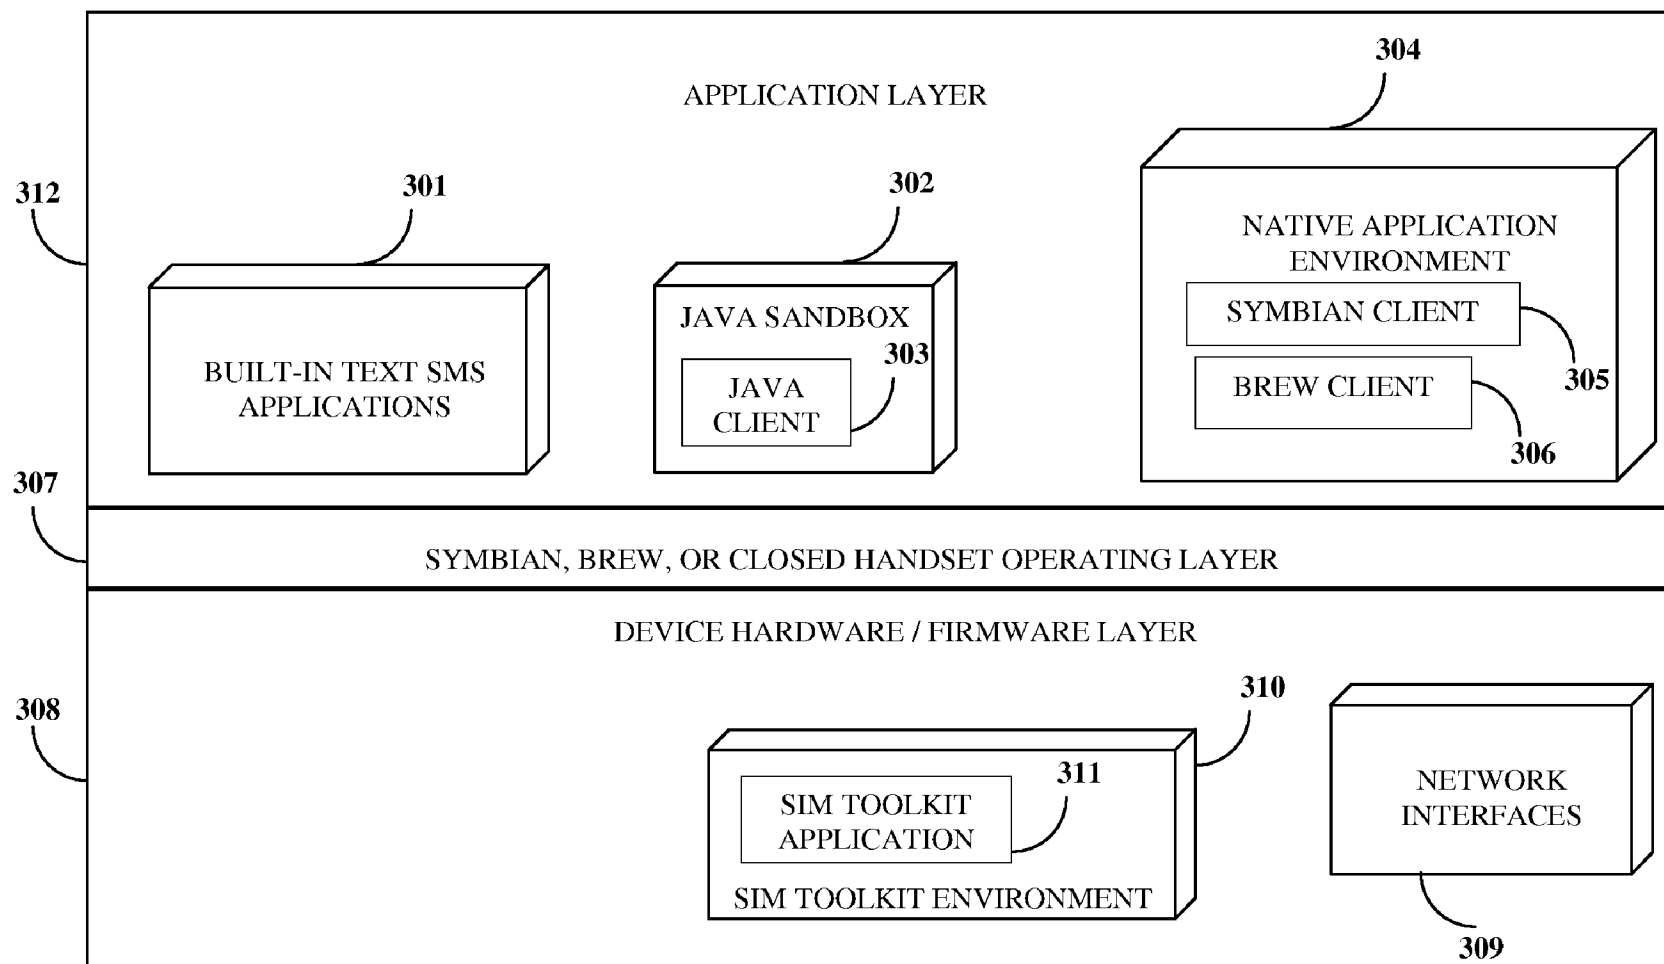 304
APPLICATION LAYER
312
301
302
NATIVE APPLICATION
ENVIRONMENT
SYMBIAN CLIENT
305
BREW CLIENT
306
JAVA SANDBOX
303
JAVA
CLIENT
BUILT-IN TEXT SMS
APPLICATIONS
307
SYMBIAN, BREW, OR CLOSED HANDSET OPERATING LAYER
DEVICE HARDWARE / FIRMWARE LAYER
308
310
311
SIM TOOLKIT
APPLICATION
SIM TOOLKIT ENVIRONMENT
NETWORK
INTERFACES
309